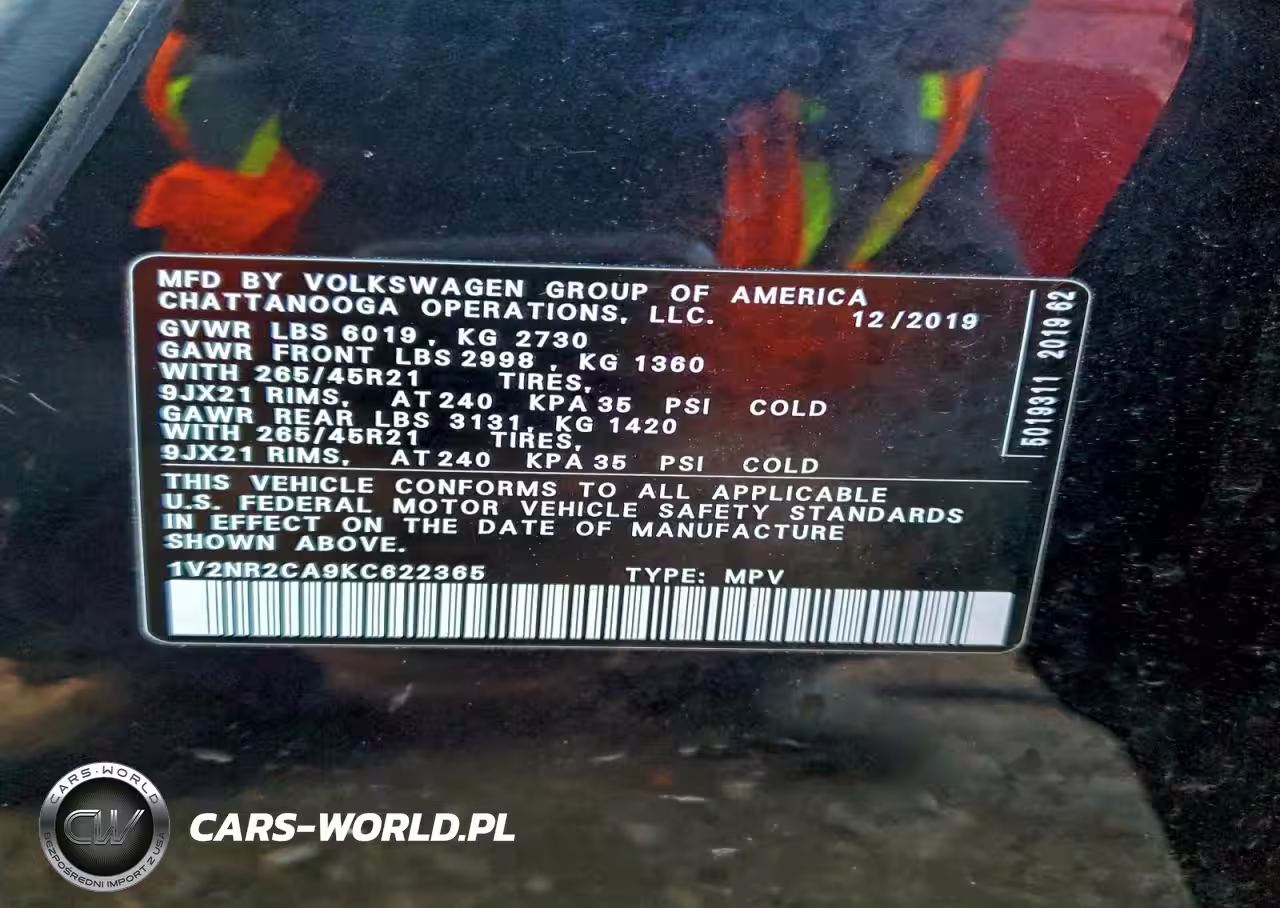 MFD BY VOLKSWAGEN GROUP OF AMERICA
CHATTANOOGA OPERATIONS, LLC. 12/2019
GVWR LBS 6019, KG 2730
GAWR FRONT LBS 2998, KG 1360
WITH 265/45R21 TIRES,
9JX21 RIMS, AT 240 KPA 35 PSI COLD
GAWR REAR LBS 3131, KG 1420
WITH 265/45R21 TIRES,
9JX21 RIMS, AT 240 KPA 35 PSI COLD
THIS VEHICLE CONFORMS TO ALL APPLICABLE
U.S. FEDERAL MOTOR VEHICLE SAFETY STANDARDS
IN EFFECT ON THE DATE OF MANUFACTURE
SHOWN ABOVE.
1V2NR2CA9KC622365 TYPE: MPV
5019311 2019 62
CARS-WORLD
CW
BEZPOŚREDNI IMPORT Z USA
CARS-WORLD.PL